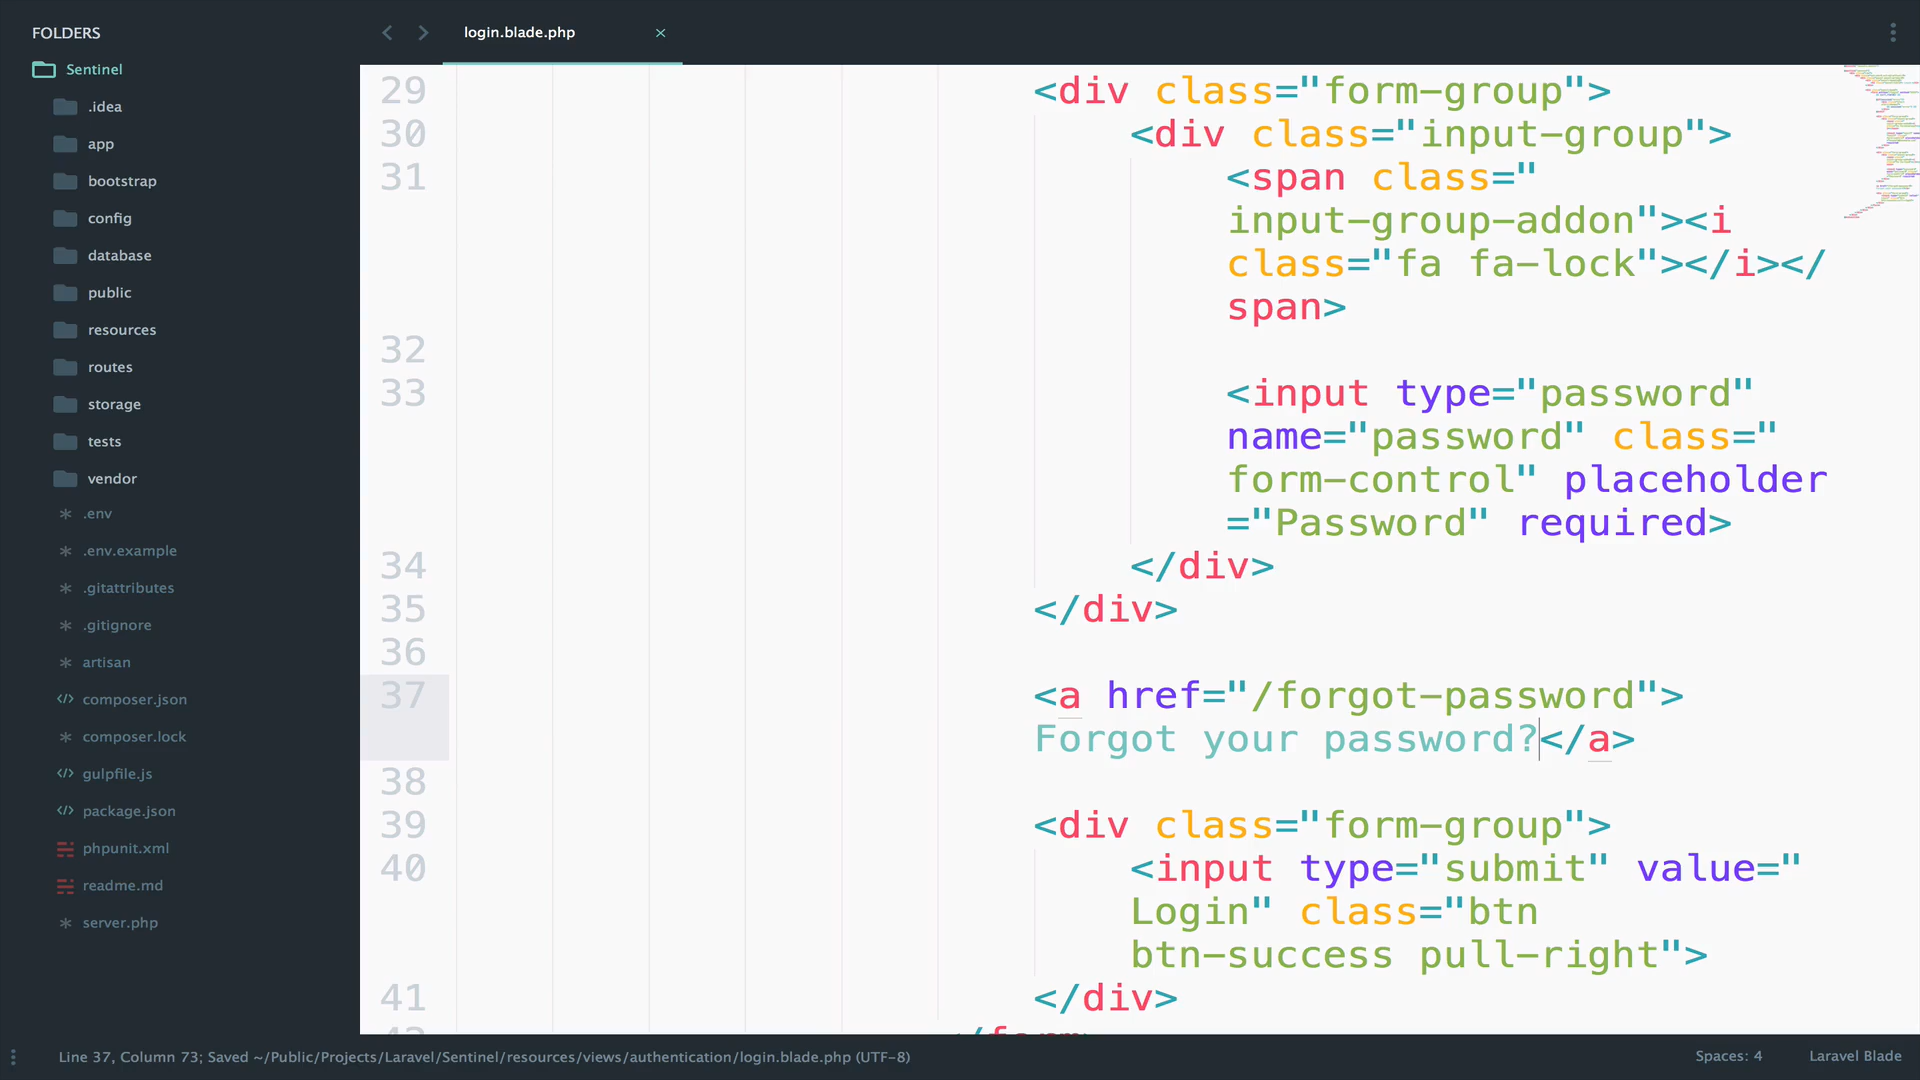 FOLDERS
Sentinel
.idea
app
bootstrap
config
database
public
resources
routes
storage
tests
vendor
.env
.env.example
.gitattributes
.gitignore
artisan
composer.json
composer.lock
gulpfile.js
package.json
phpunit.xml
readme.md
server.php
login.blade.php ×
29 <div class="form-group">
30 <div class="input-group">
31 <span class="
input-group-addon"><i
class="fa fa-lock"></i></
span>
32
33 <input type="password"
name="password" class="
form-control" placeholder
="Password" required>
34 </div>
35 </div>
36
37 <a href="/forgot-password">
Forgot your password?</a>
38
39 <div class="form-group">
40 <input type="submit" value="
Login" class="btn
btn-success pull-right">
41 </div>
Line 37, Column 73; Saved ~/Public/Projects/Laravel/Sentinel/resources/views/authentication/login.blade.php (UTF-8)
Spaces: 4
Laravel Blade